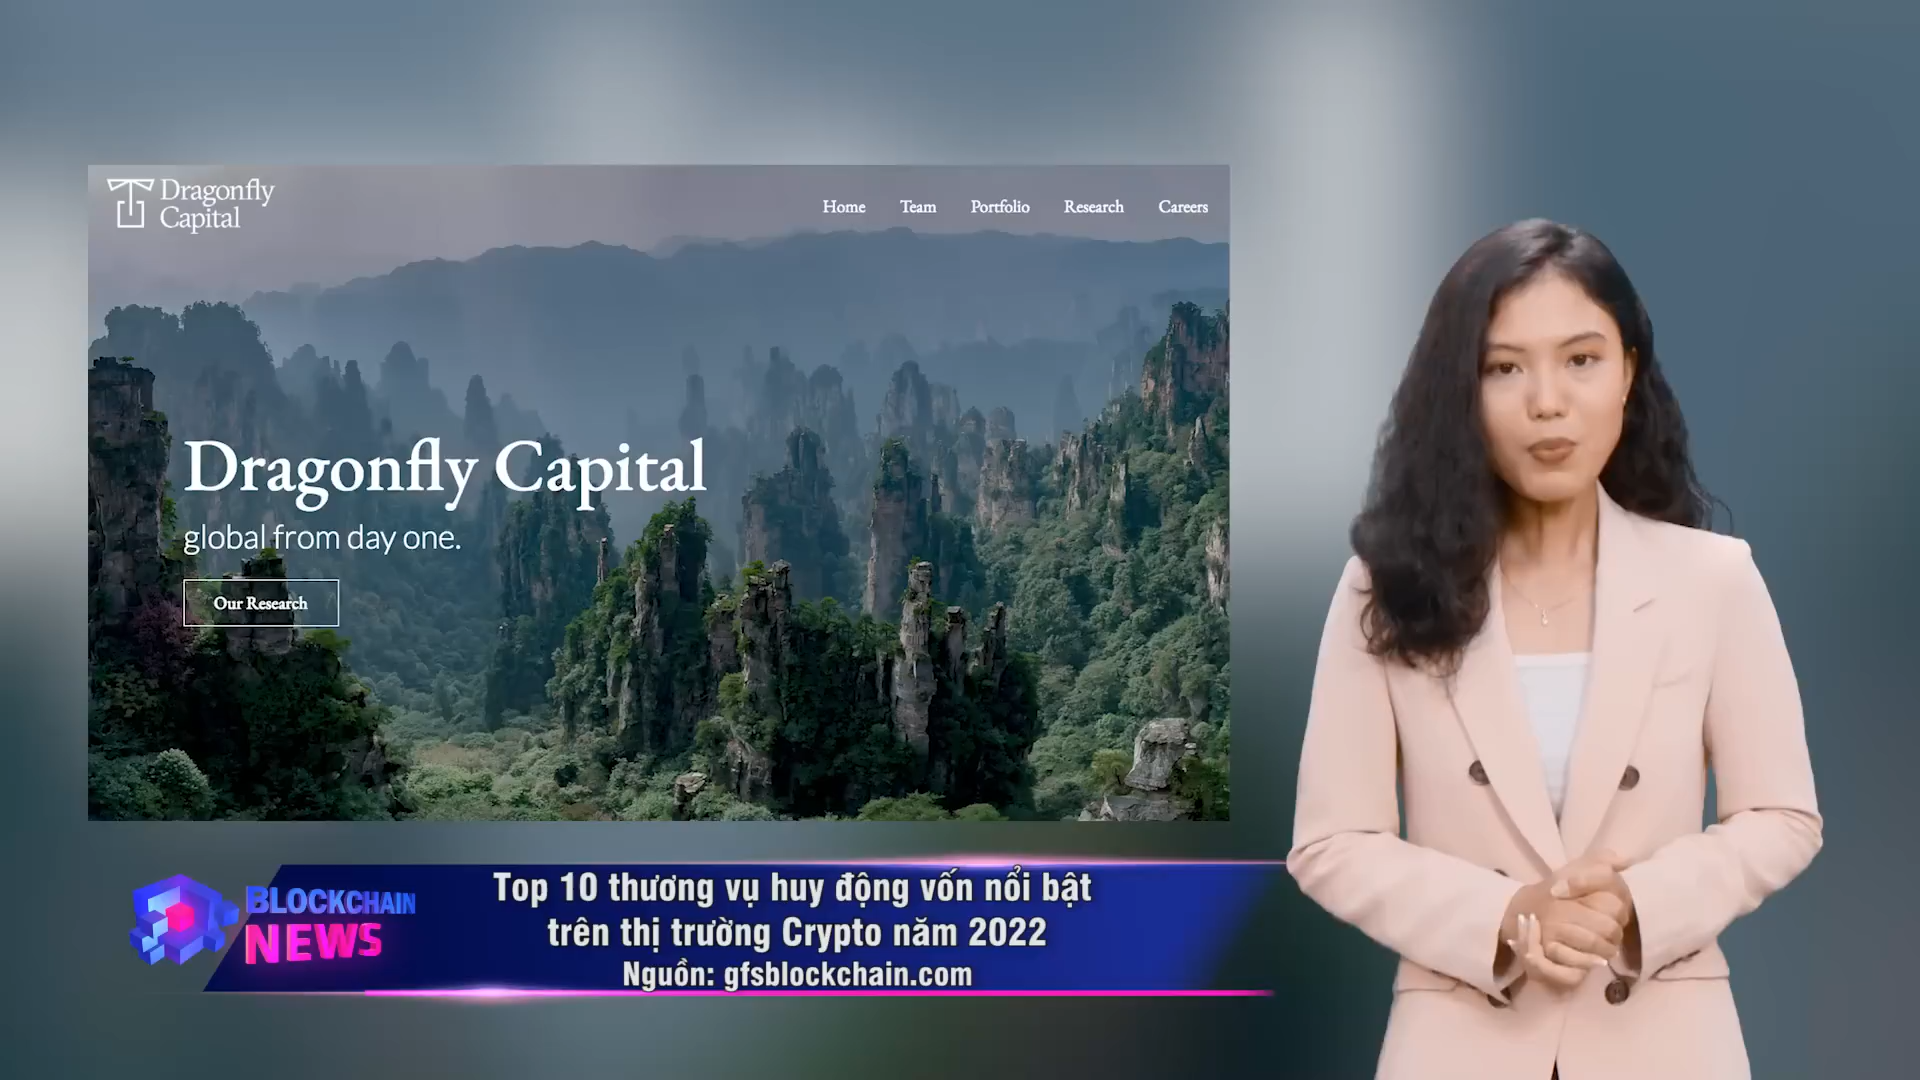 Dragonfly
Capital
Home Team Portfolio Research Careers
Dragonfly Capital
global from day one.
Our Research
BLOCKCHAIN
NEWS
Top 10 thương vụ huy động vốn nổi bật
trên thị trường Crypto năm 2022
Nguồn: gfsblockchain.com